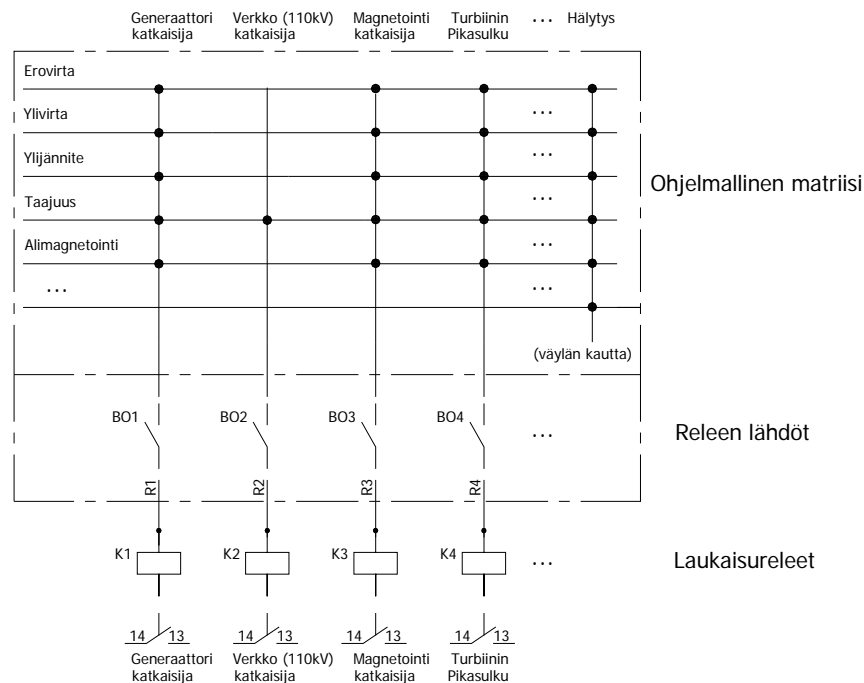 Generaattori katkaisija
Verkko (110kV) katkaisija
Magnetointi katkaisija
Turbiinin Pikasulku
... Hälytys
Erovirta
Ylivirta
...
Ylijännite
...
Ohjelmallinen matriisi
Taajuus
...
Alimagnetointi
...
...
...
(väylän kautta)
BO1
BO2
BO3
BO4
...
Releen lähdöt
R1
R2
R3
R4
K1
K2
K3
K4
...
Laukaisureleet
14 13
14 13
14 13
14 13
Generaattori katkaisija
Verkko (110kV) katkaisija
Magnetointi katkaisija
Turbiinin Pikasulku